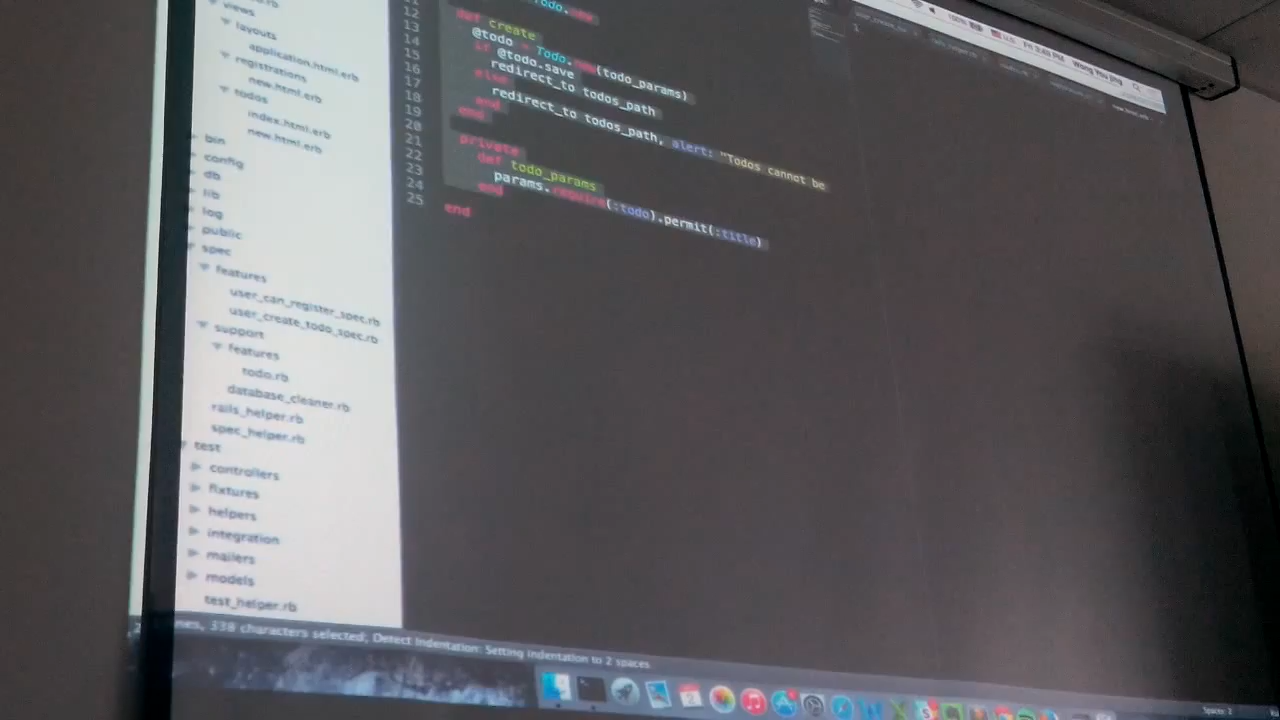 views
layouts
application.html.erb
registrations
new.html.erb
todos
index.html.erb
new.html.erb
bin
config
db
lib
log
public
spec
features
user_can_register_spec.rb
user_create_todo_spec.rb
support
features
todo.rb
database_cleaner.rb
rails_helper.rb
spec_helper.rb
test
controllers
fixtures
helpers
integration
mailers
models
test_helper.rb
12
13 def create
14 @todo = Todo.new(todo_params)
15 if @todo.save
16 redirect_to todos_path
17 else
18 redirect_to todos_path, alert: "Todos cannot be
19 end
20 end
21 private
22 def todo_params
23 params.require(:todo).permit(:title)
24 end
25 end
338 characters selected; Detect Indentation: Setting indentation to 2 spaces